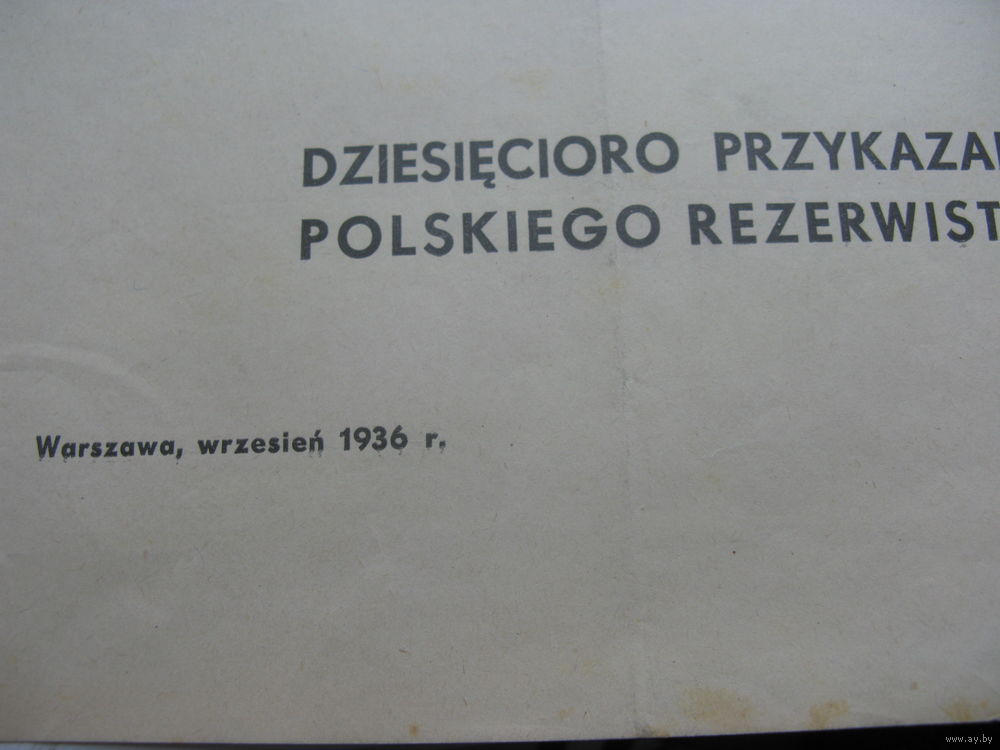 DZIESIĘCIORO PRZYKAZA
POLSKIEGO REZERWIST
Warszawa, wrzesień 1936 r.
www.ay.by